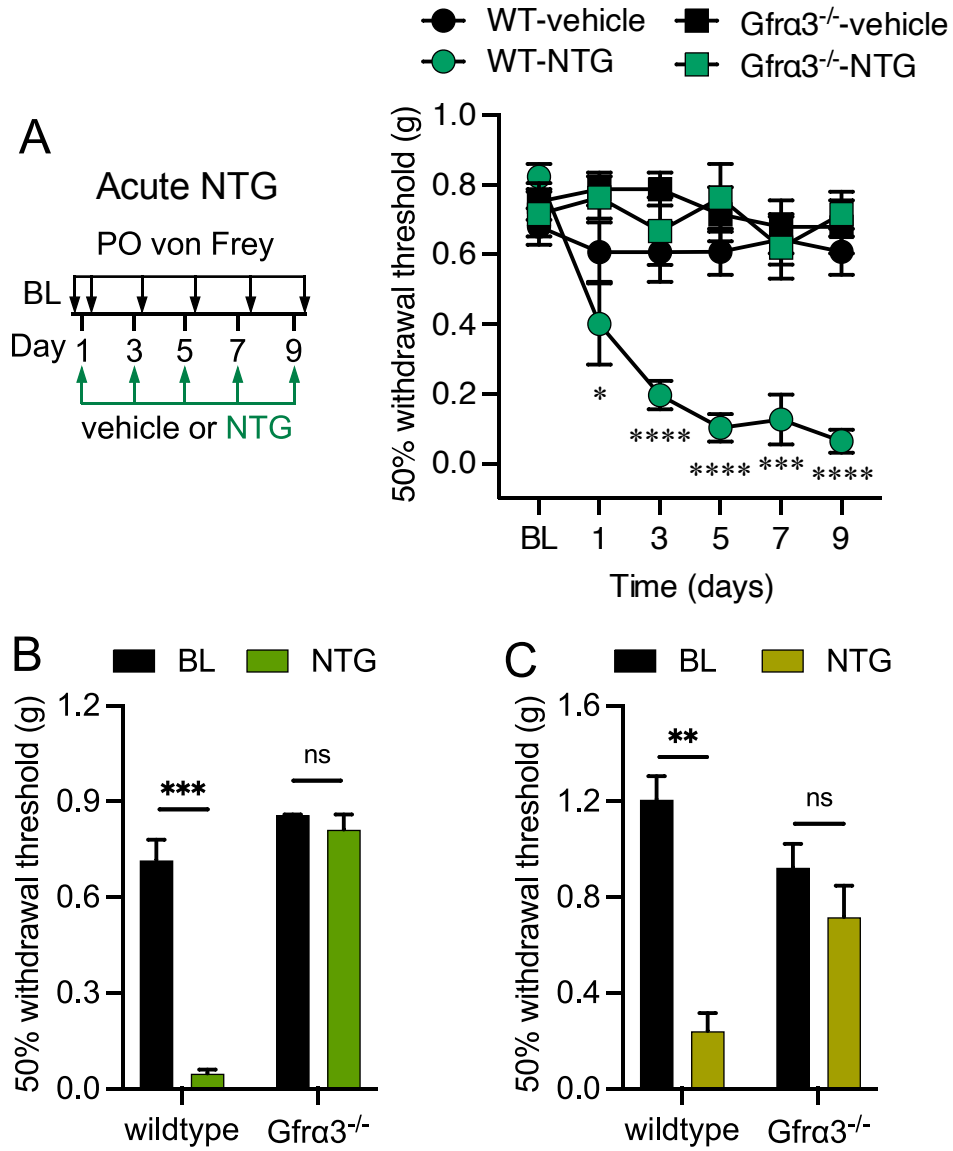 WT-vehicle Gfrα3-/--vehicle
WT-NTG Gfrα3-/--NTG
A
Acute NTG
PO von Frey
BL
Day 1 3 5 7 9
vehicle or NTG
50% withdrawal threshold (g)
1.0
0.8
0.6
0.4
0.2
0.0
*
****
****
***
****
BL 1 3 5 7 9
Time (days)
B
BL NTG
50% withdrawal threshold (g)
1.2
0.9
0.6
0.3
0.0
***
ns
wildtype Gfrα3-/-
C
BL NTG
50% withdrawal threshold (g)
1.6
1.2
0.8
0.4
0.0
**
ns
wildtype Gfrα3-/-